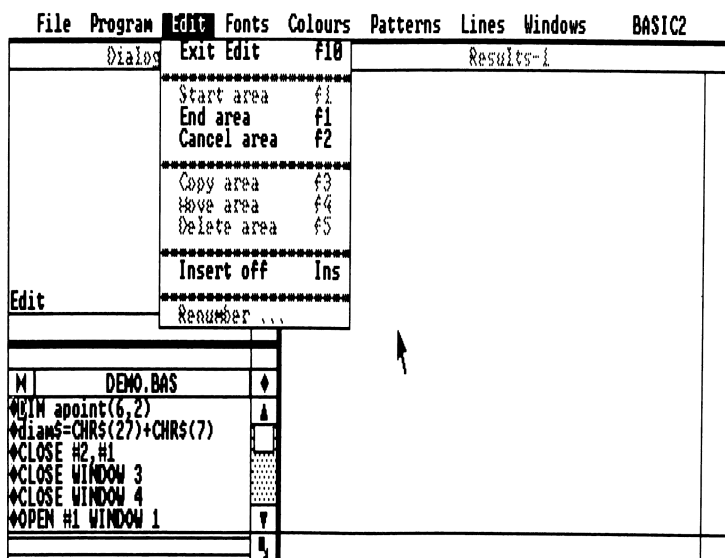 File Program Edit Fonts Colours Patterns Lines Windows BASIC2
Dialog
Results-1
Exit Edit f10
Start area f1
End area f1
Cancel area f2
Copy area f3
Move area f4
Delete area f5
Insert off Ins
Renumber ...
Edit
DEMO.BAS
♦DIM apoint(6,2)
♦diam$=CHR$(27)+CHR$(7)
♦CLOSE #2,#1
♦CLOSE WINDOW 3
♦CLOSE WINDOW 4
♦OPEN #1 WINDOW 1